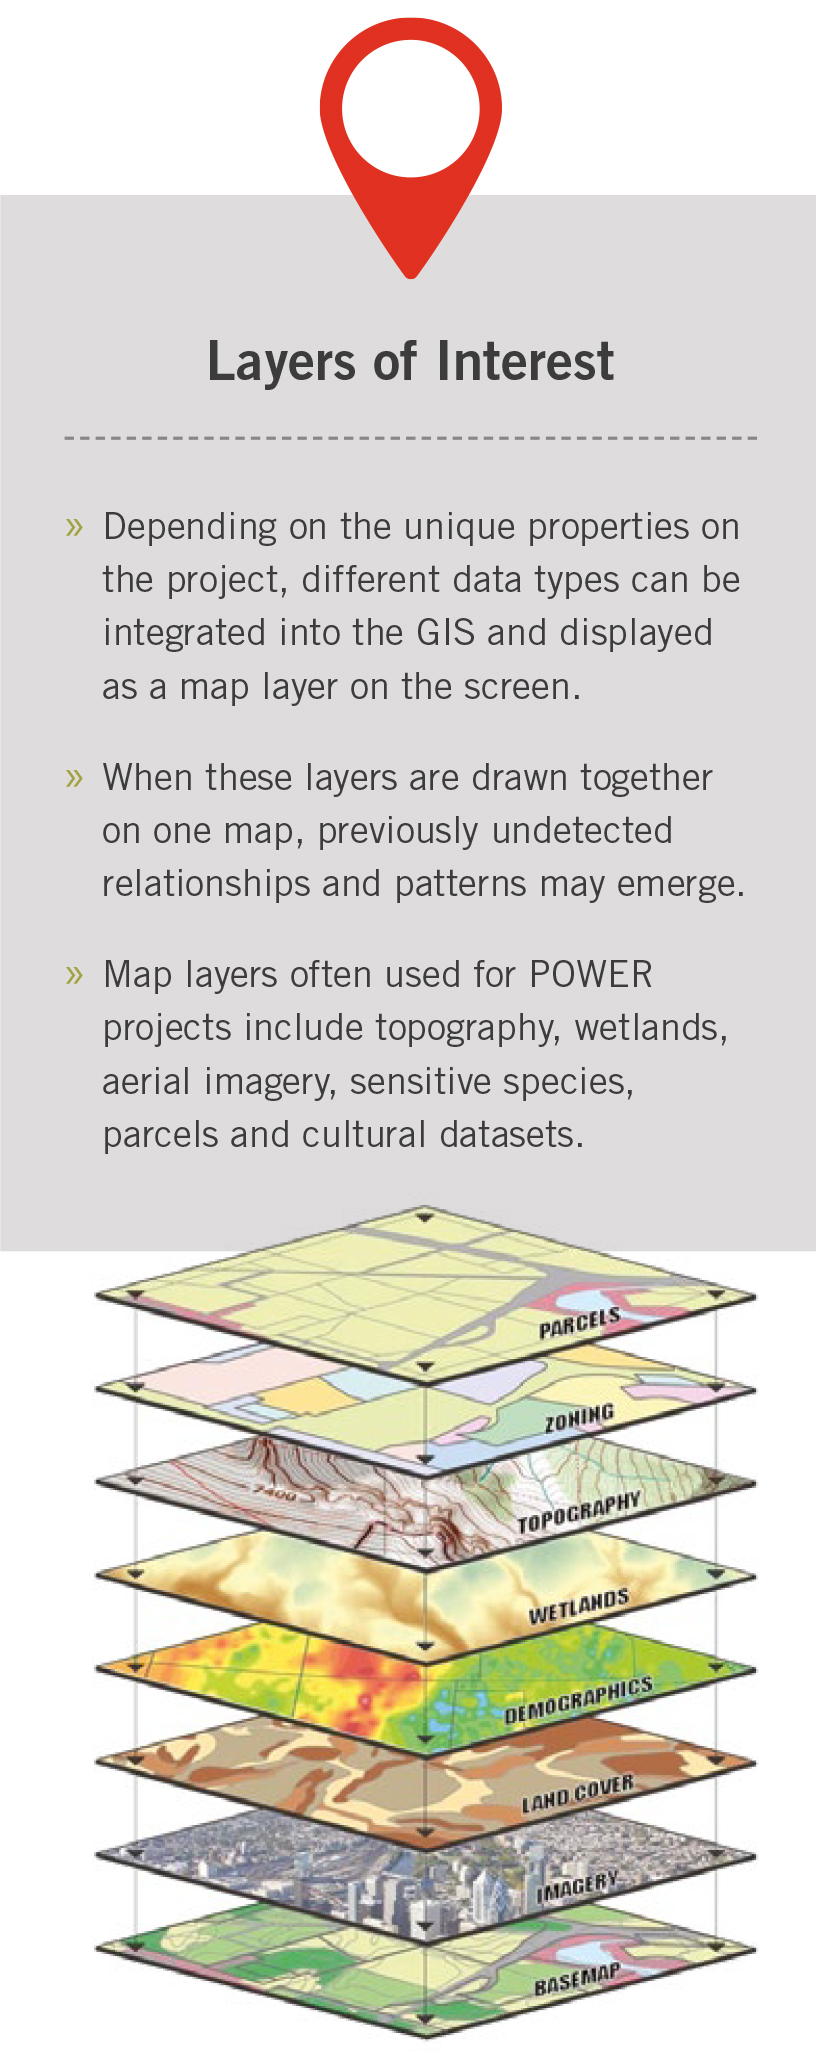 Layers of Interest
» Depending on the unique properties on
the project, different data types can be
integrated into the GIS and displayed
as a map layer on the screen.
» When these layers are drawn together
on one map, previously undetected
relationships and patterns may emerge.
» Map layers often used for POWER
projects include topography, wetlands,
aerial imagery, sensitive species,
parcels and cultural datasets.
PARCELS
ZONING
7400
TOPOGRAPHY
WETLANDS
DEMOGRAPHICS
LAND COVER
IMAGERY
BASEMAP